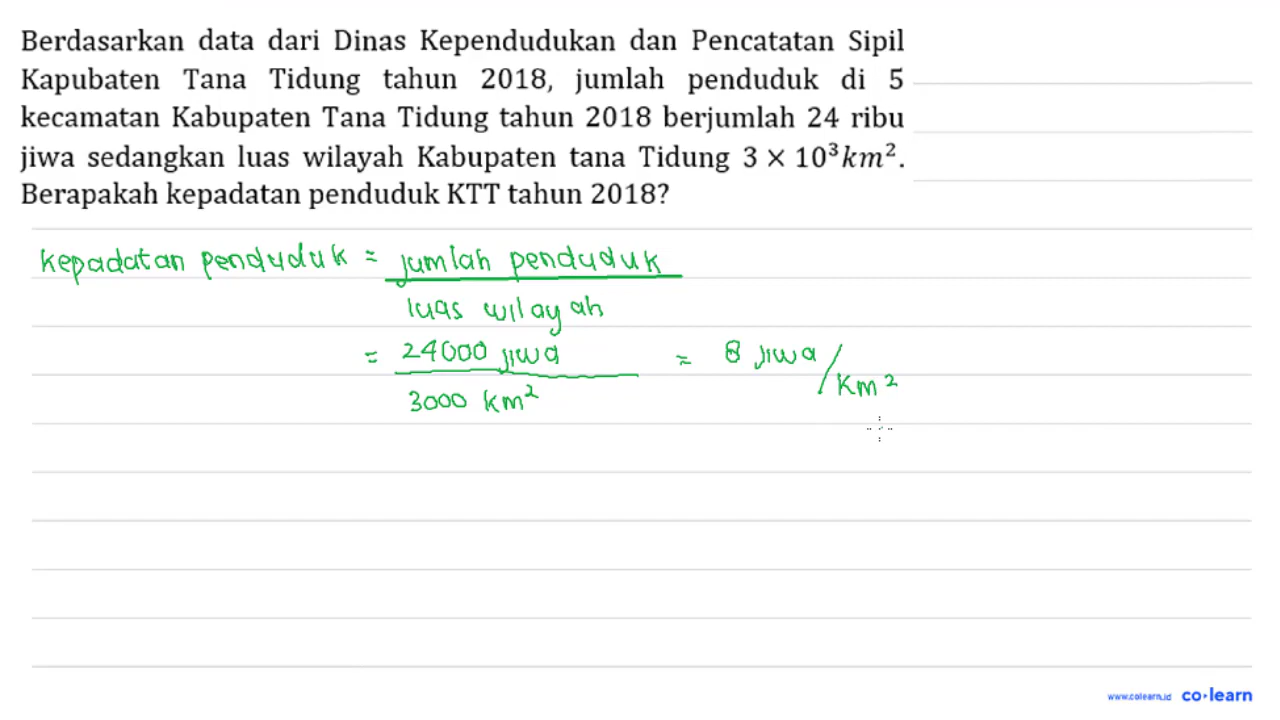 Berdasarkan data dari Dinas Kependudukan dan Pencatatan Sipil
Kapubaten Tana Tidung tahun 2018, jumlah penduduk di 5
kecamatan Kabupaten Tana Tidung tahun 2018 berjumlah 24 ribu
jiwa sedangkan luas wilayah Kabupaten tana Tidung 3 × 10³km².
Berapakah kepadatan penduduk KTT tahun 2018?
kepadatan penduduk = jumlah penduduk
luas wilayah
= 24000 jiwa = 8 jiwa/km²
3000 km²
www.colearn.id co·learn